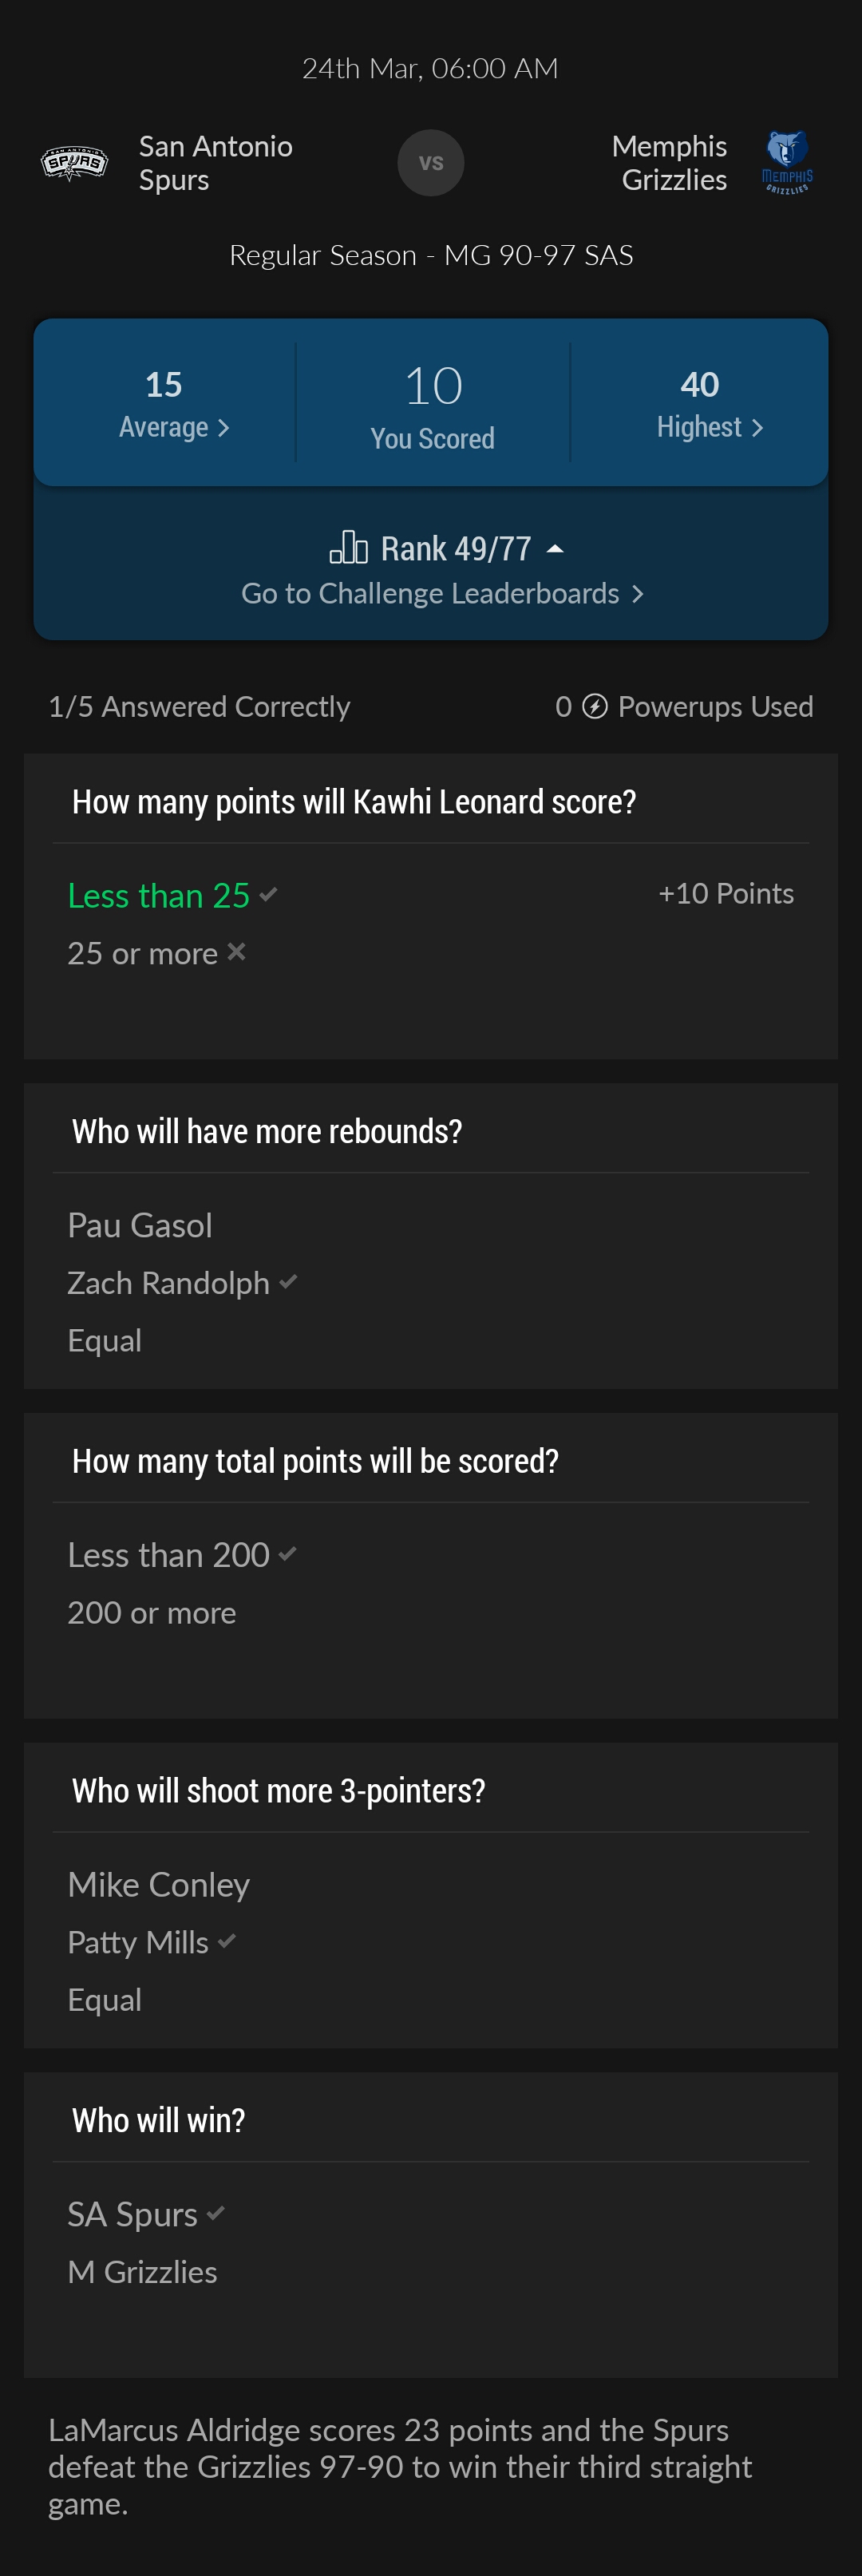 24th Mar, 06:00 AM
SAN ANTONIO
SPURS
San Antonio
Spurs
VS
Memphis
Grizzlies
MEMPHIS
GRIZZLIES
Regular Season - MG 90-97 SAS
15
Average >
10
You Scored
40
Highest >
Rank 49/77
Go to Challenge Leaderboards >
1/5 Answered Correctly
0 Powerups Used
How many points will Kawhi Leonard score?
Less than 25 ✓ +10 Points
25 or more ✕
Who will have more rebounds?
Pau Gasol
Zach Randolph ✓
Equal
How many total points will be scored?
Less than 200 ✓
200 or more
Who will shoot more 3-pointers?
Mike Conley
Patty Mills ✓
Equal
Who will win?
SA Spurs ✓
M Grizzlies
LaMarcus Aldridge scores 23 points and the Spurs
defeat the Grizzlies 97-90 to win their third straight
game.